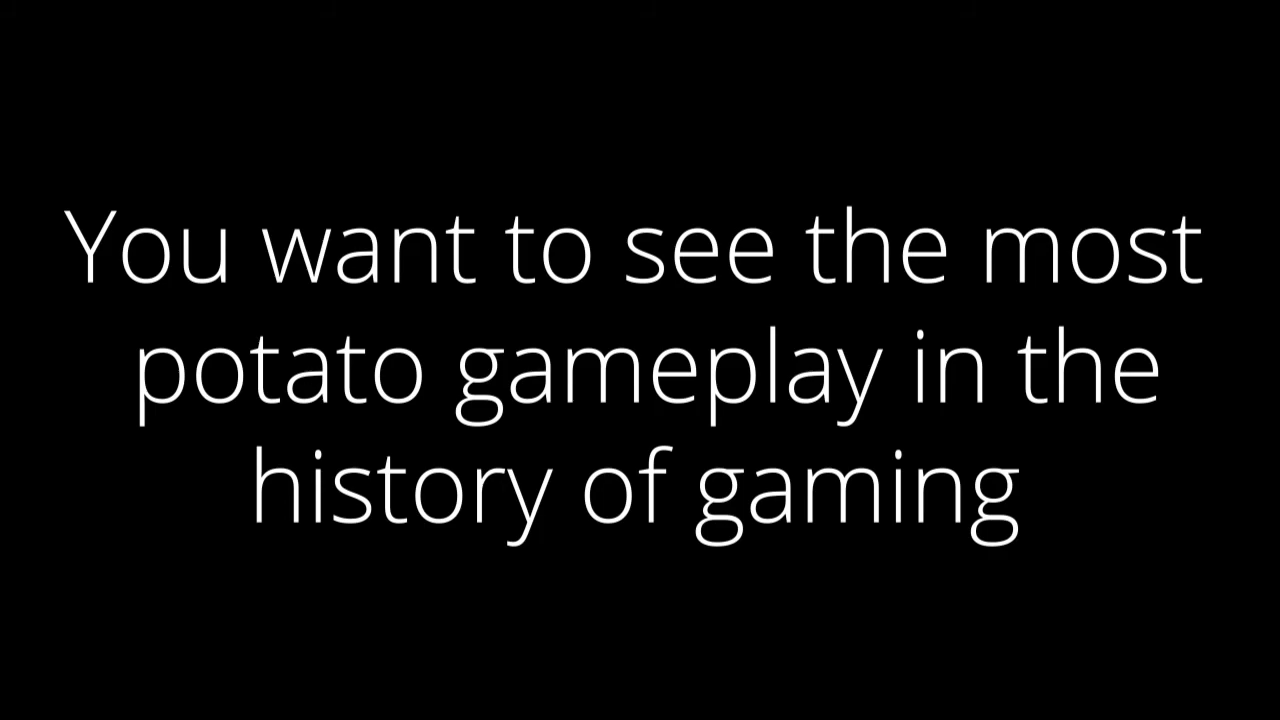 You want to see the most
potato gameplay in the
history of gaming